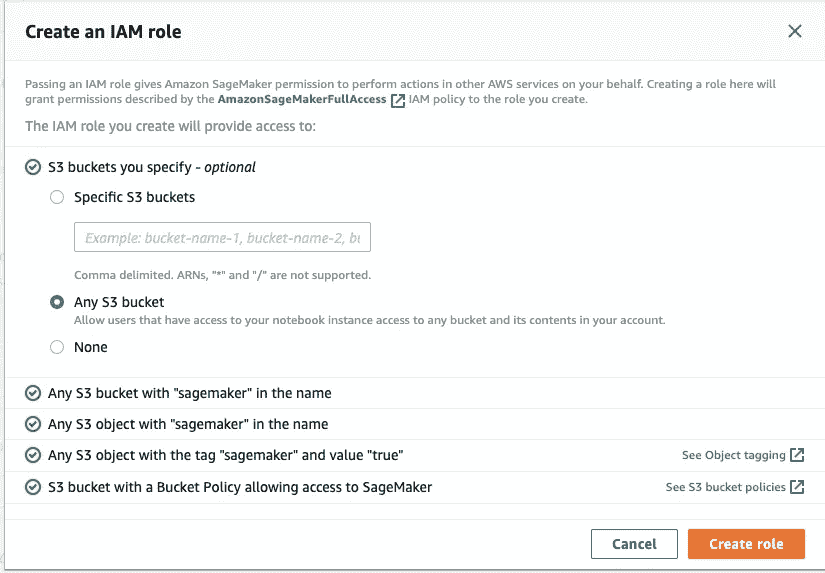 Create an IAM role
Passing an IAM role gives Amazon SageMaker permission to perform actions in other AWS services on your behalf. Creating a role here will
grant permissions described by the AmazonSageMakerFullAccess IAM policy to the role you create.
The IAM role you create will provide access to:
S3 buckets you specify - optional
Specific S3 buckets
Example: bucket-name-1, bucket-name-2, bu
Comma delimited. ARNs, "*" and "/" are not supported.
Any S3 bucket
Allow users that have access to your notebook instance access to any bucket and its contents in your account.
None
Any S3 bucket with "sagemaker" in the name
Any S3 object with "sagemaker" in the name
Any S3 object with the tag "sagemaker" and value "true" See Object tagging
S3 bucket with a Bucket Policy allowing access to SageMaker See S3 bucket policies
Cancel Create role